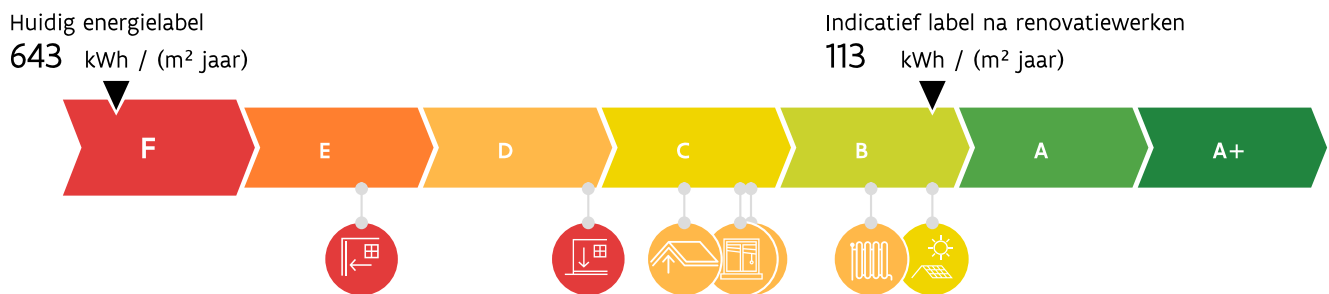 Huidig energielabel
643 kWh / (m² jaar)
Indicatief label na renovatiewerken
113 kWh / (m² jaar)
F
E
D
C
B
A
A+